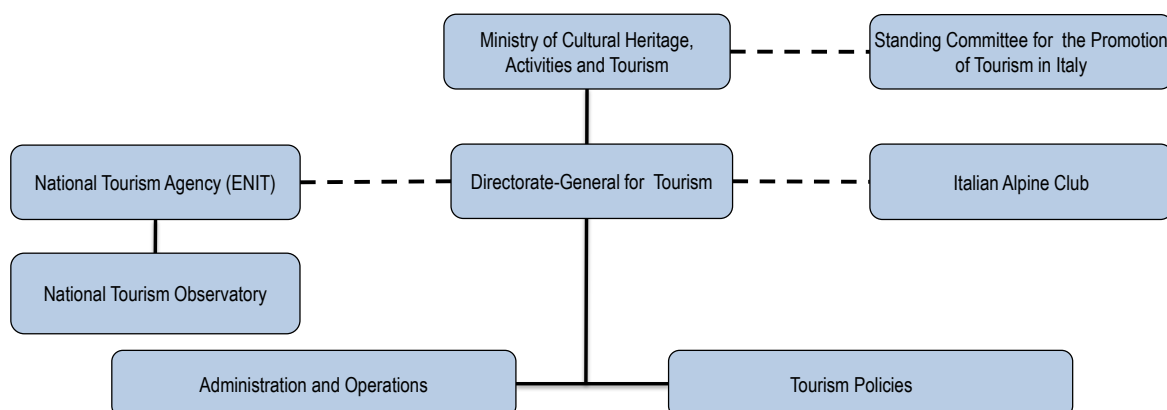 Ministry of Cultural Heritage,
Activities and Tourism
Standing Committee for the Promotion
of Tourism in Italy
National Tourism Agency (ENIT)
Directorate-General for Tourism
Italian Alpine Club
National Tourism Observatory
Administration and Operations
Tourism Policies